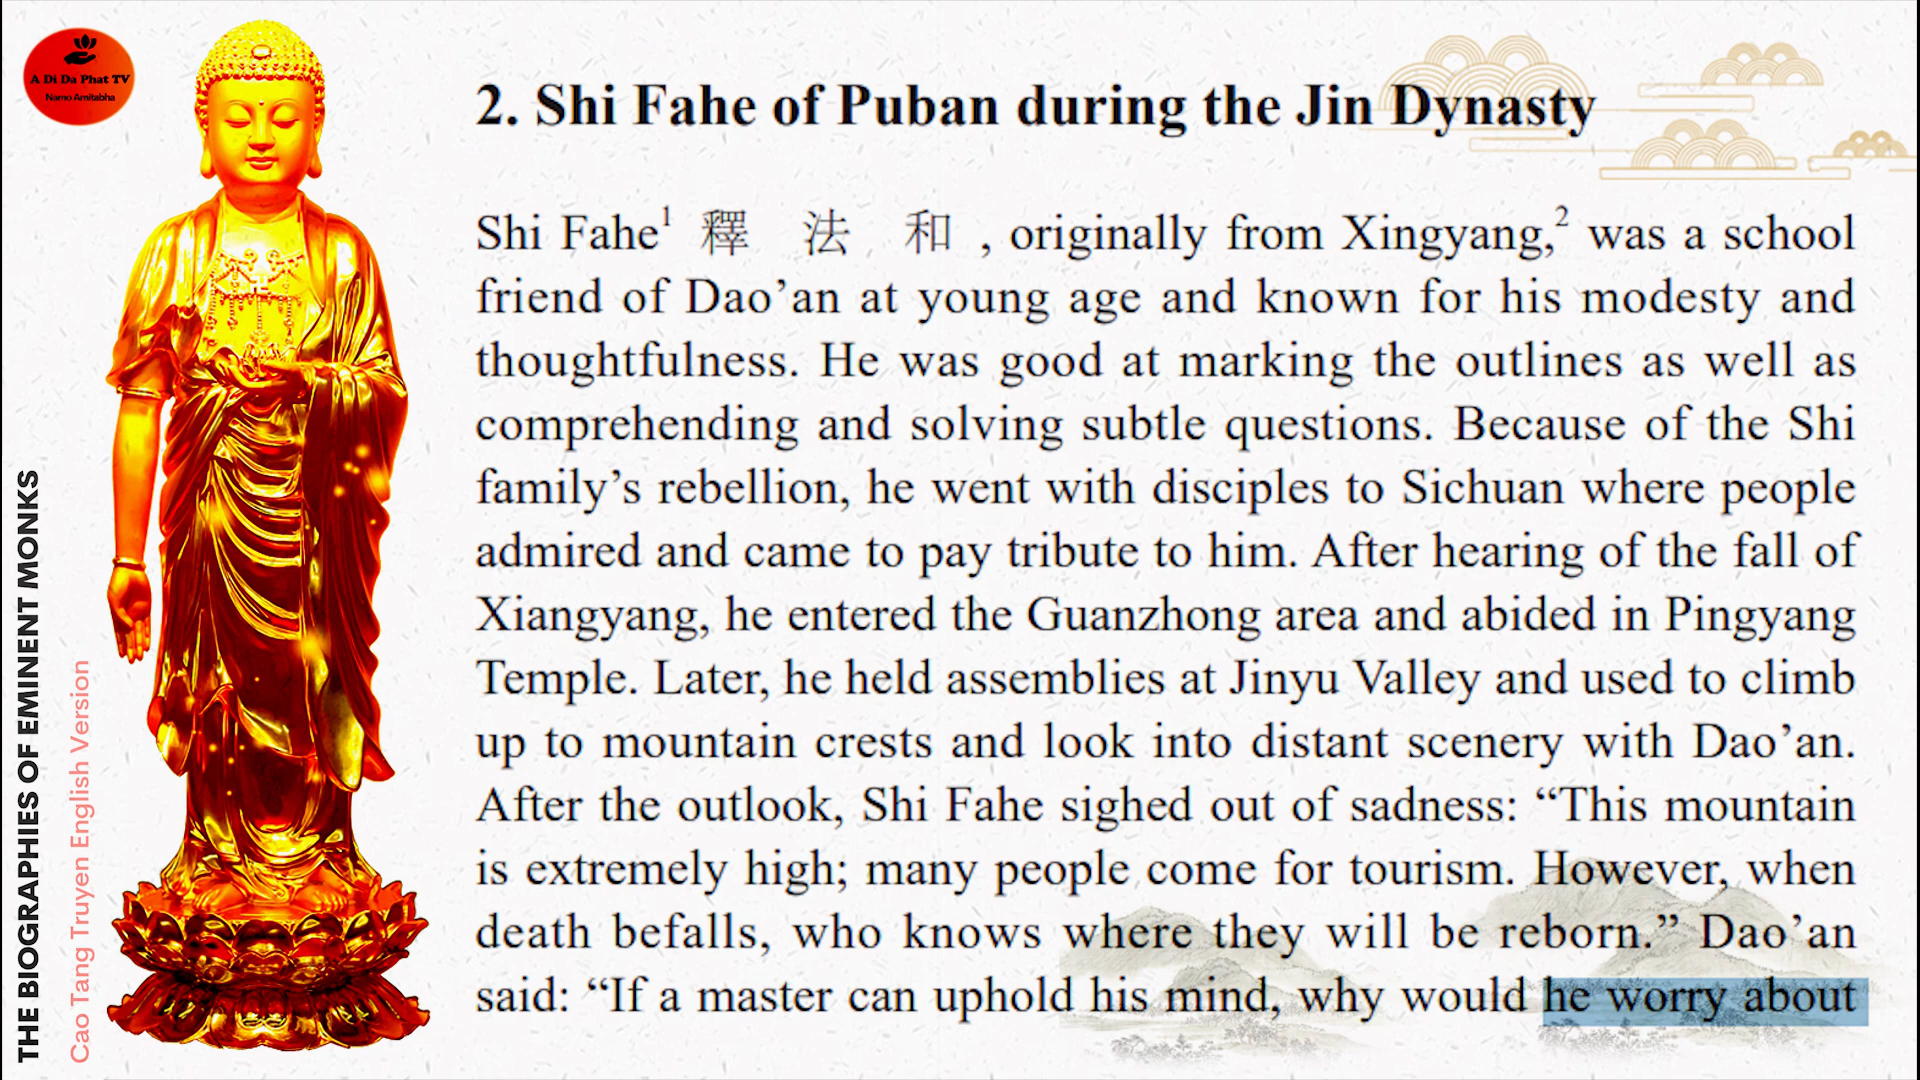 A Di Da Phat TV
Namo Amitabha
THE BIOGRAPHIES OF EMINENT MONKS
Cao Tang Truyen English Version
2. Shi Fahe of Puban during the Jin Dynasty
Shi Fahe1 釋 法 和 , originally from Xingyang,2 was a school
friend of Dao’an at young age and known for his modesty and
thoughtfulness. He was good at marking the outlines as well as
comprehending and solving subtle questions. Because of the Shi
family’s rebellion, he went with disciples to Sichuan where people
admired and came to pay tribute to him. After hearing of the fall of
Xiangyang, he entered the Guanzhong area and abided in Pingyang
Temple. Later, he held assemblies at Jinyu Valley and used to climb
up to mountain crests and look into distant scenery with Dao’an.
After the outlook, Shi Fahe sighed out of sadness: “This mountain
is extremely high; many people come for tourism. However, when
death befalls, who knows where they will be reborn.” Dao’an
said: “If a master can uphold his mind, why would he worry about